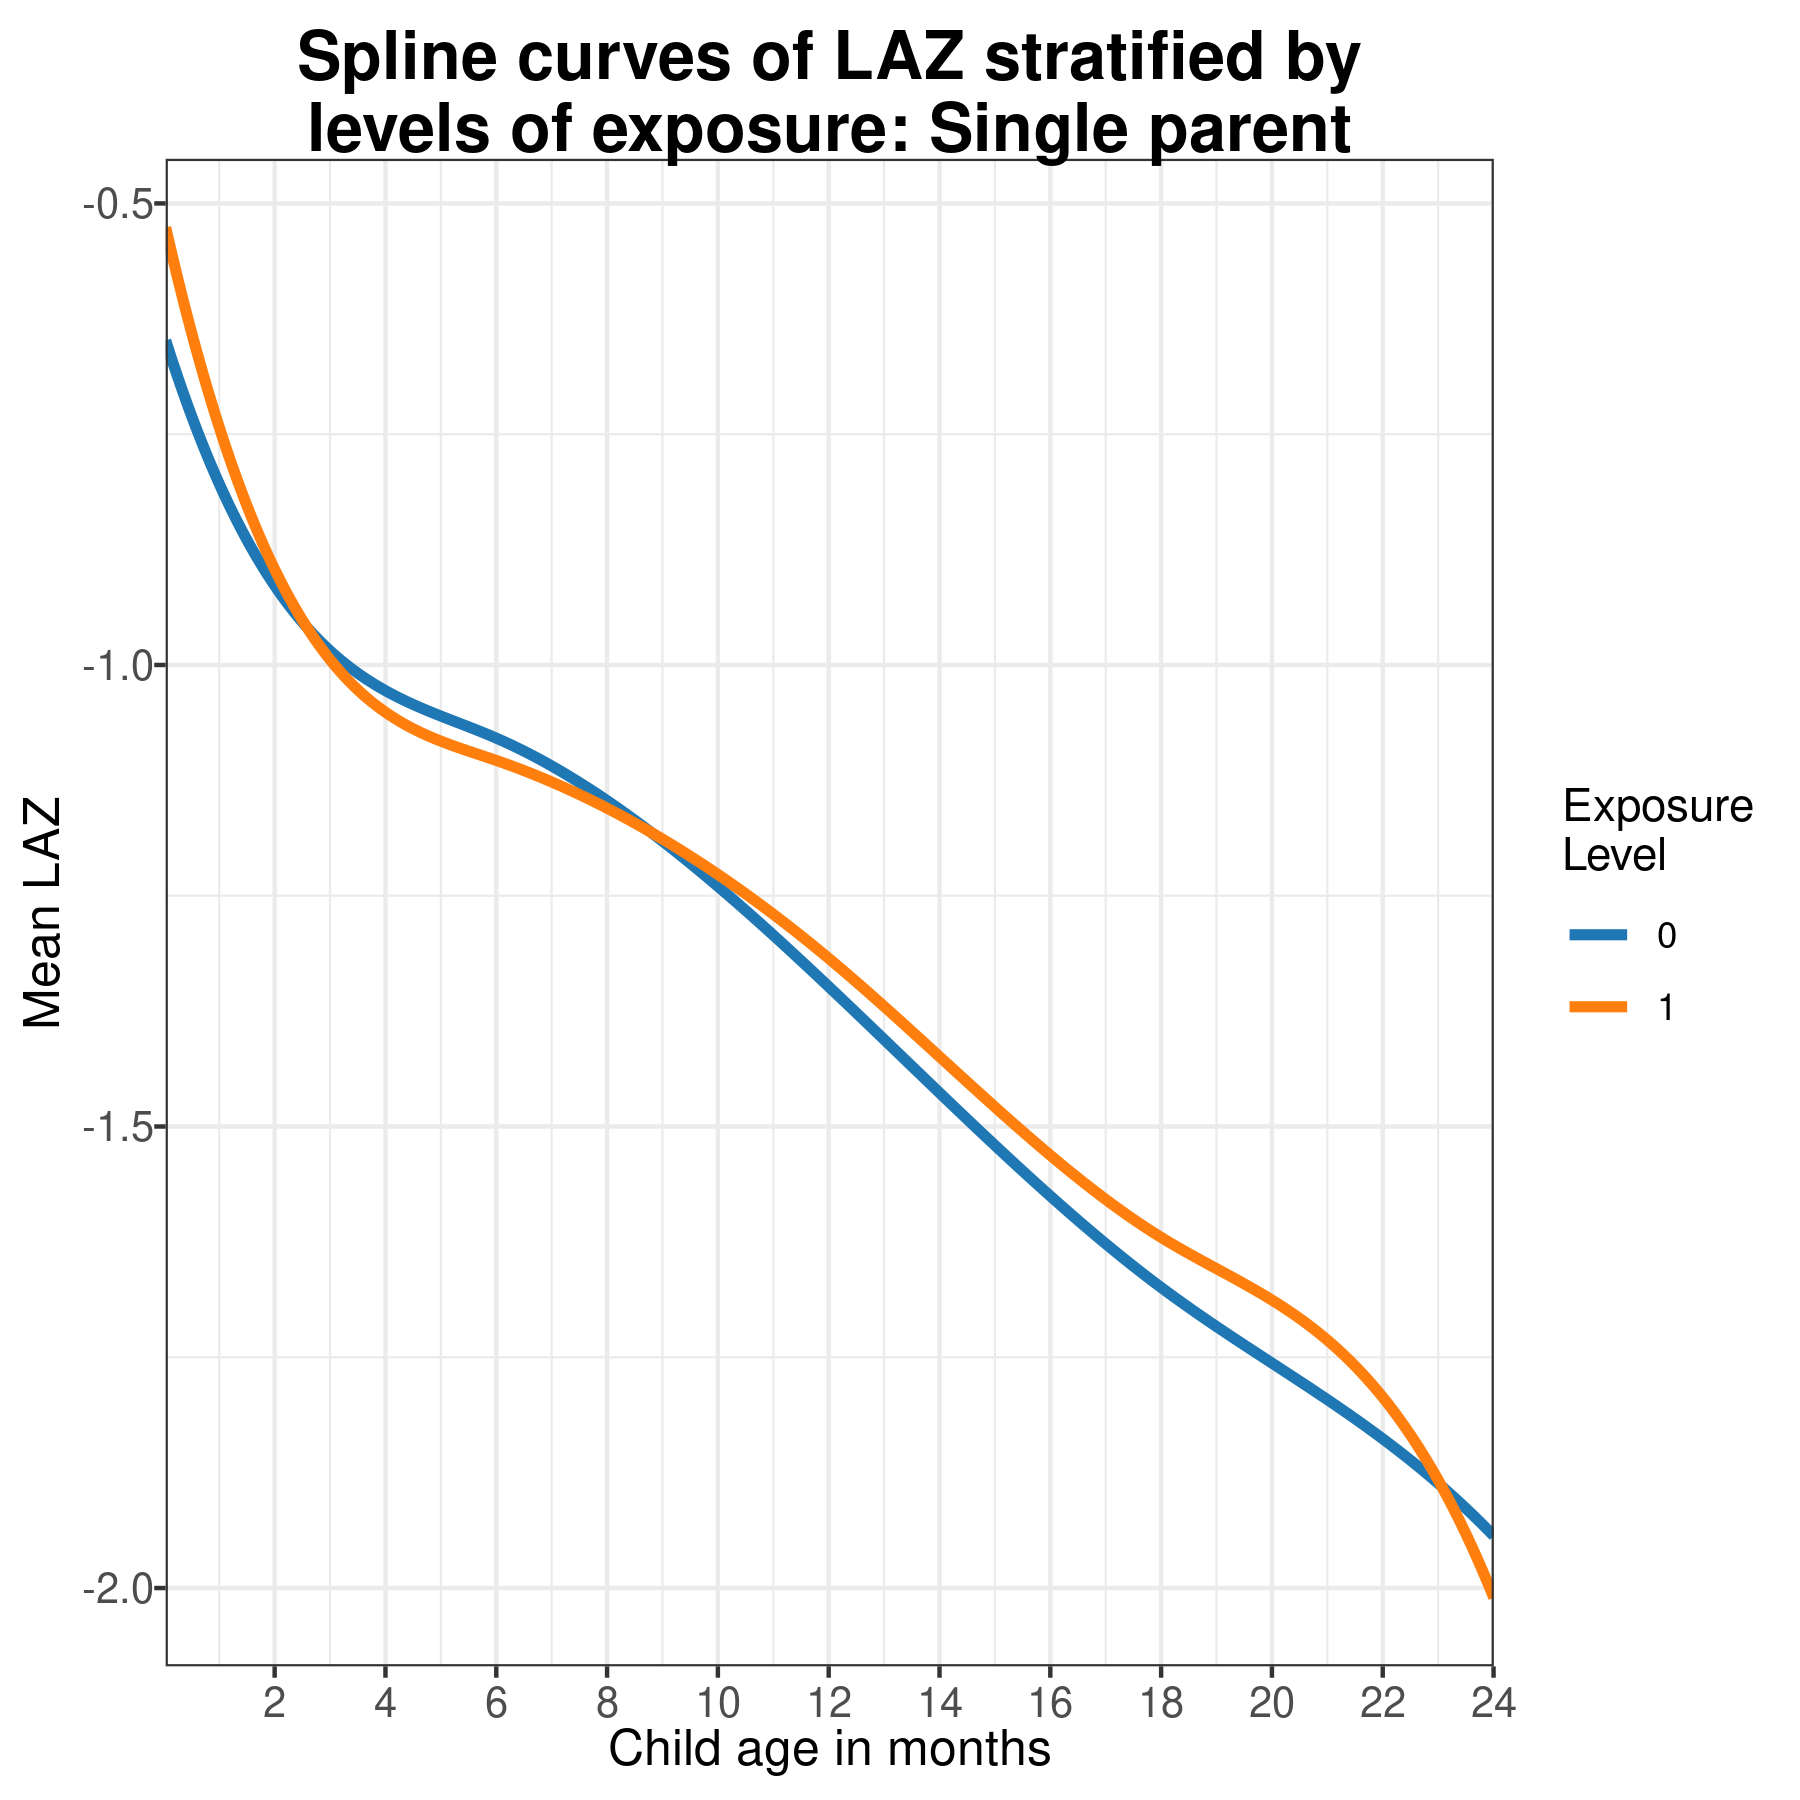 Spline curves of LAZ stratified by
levels of exposure: Single parent
-0.5
-1.0
-1.5
-2.0
Mean LAZ
2 4 6 8 10 12 14 16 18 20 22 24
Child age in months
Exposure
Level
0
1